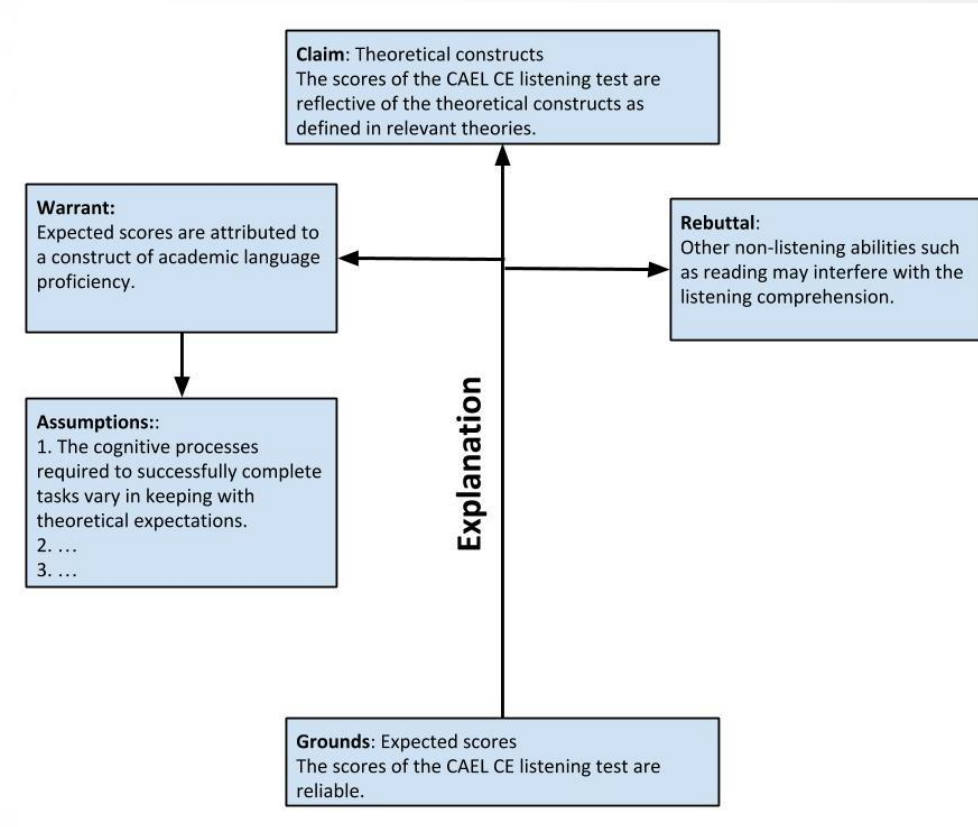 Claim: Theoretical constructs
The scores of the CAEL CE listening test are
reflective of the theoretical constructs as
defined in relevant theories.
Warrant:
Expected scores are attributed to
a construct of academic language
proficiency.
Rebuttal:
Other non-listening abilities such
as reading may interfere with the
listening comprehension.
Assumptions::
1. The cognitive processes
required to successfully complete
tasks vary in keeping with
theoretical expectations.
2. …
3. …
Explanation
Grounds: Expected scores
The scores of the CAEL CE listening test are
reliable.